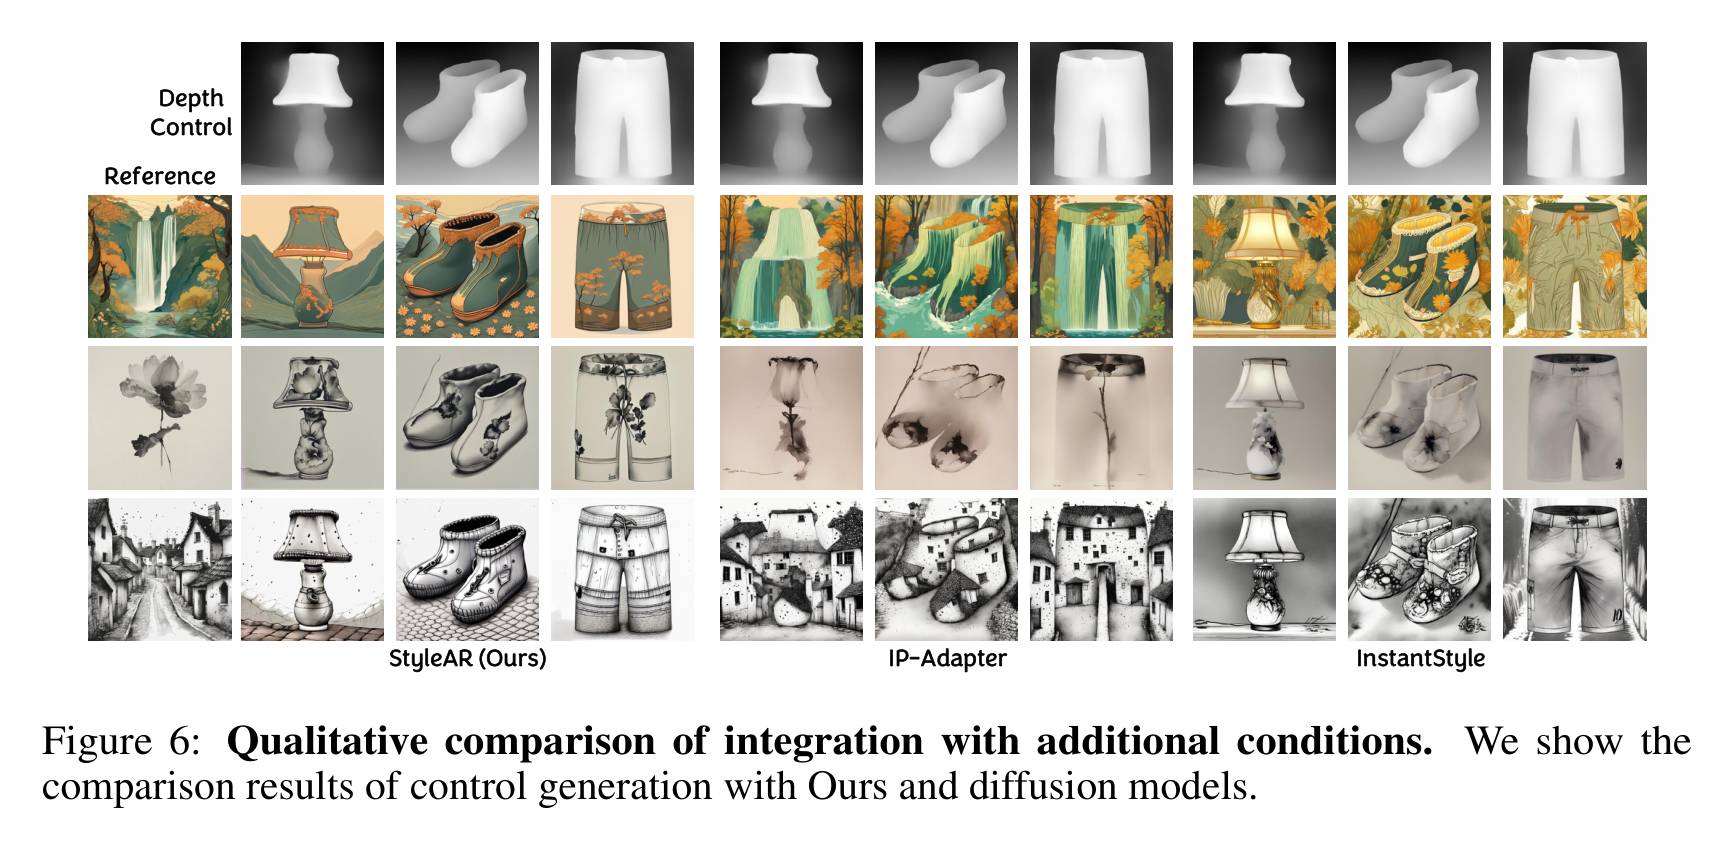 Depth
Control
Reference
StyleAR (Ours)
IP-Adapter
InstantStyle
Figure 6: Qualitative comparison of integration with additional conditions. We show the
comparison results of control generation with Ours and diffusion models.